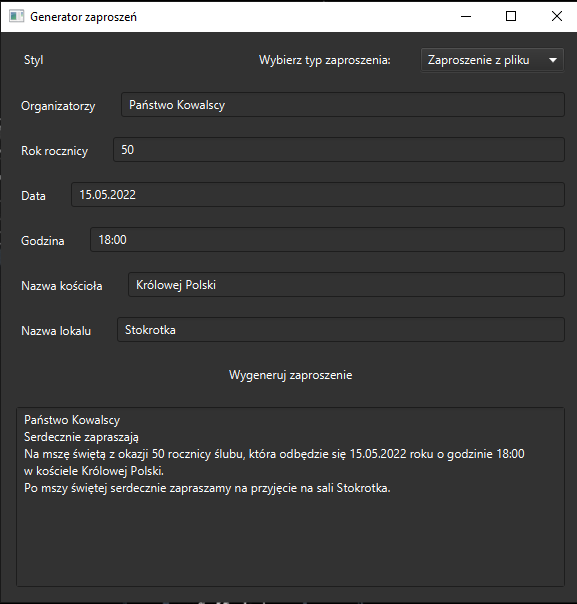 Generator zaproszeń
Styl Wybierz typ zaproszenia: Zaproszenie z pliku
Organizatorzy Państwo Kowalscy
Rok rocznicy 50
Data 15.05.2022
Godzina 18:00
Nazwa kościoła Królowej Polski
Nazwa lokalu Stokrotka
Wygeneruj zaproszenie
Państwo Kowalscy
Serdecznie zapraszają
Na mszę świętą z okazji 50 rocznicy ślubu, która odbędzie się 15.05.2022 roku o godzinie 18:00
w kościele Królowej Polski.
Po mszy świętej serdecznie zapraszamy na przyjęcie na sali Stokrotka.